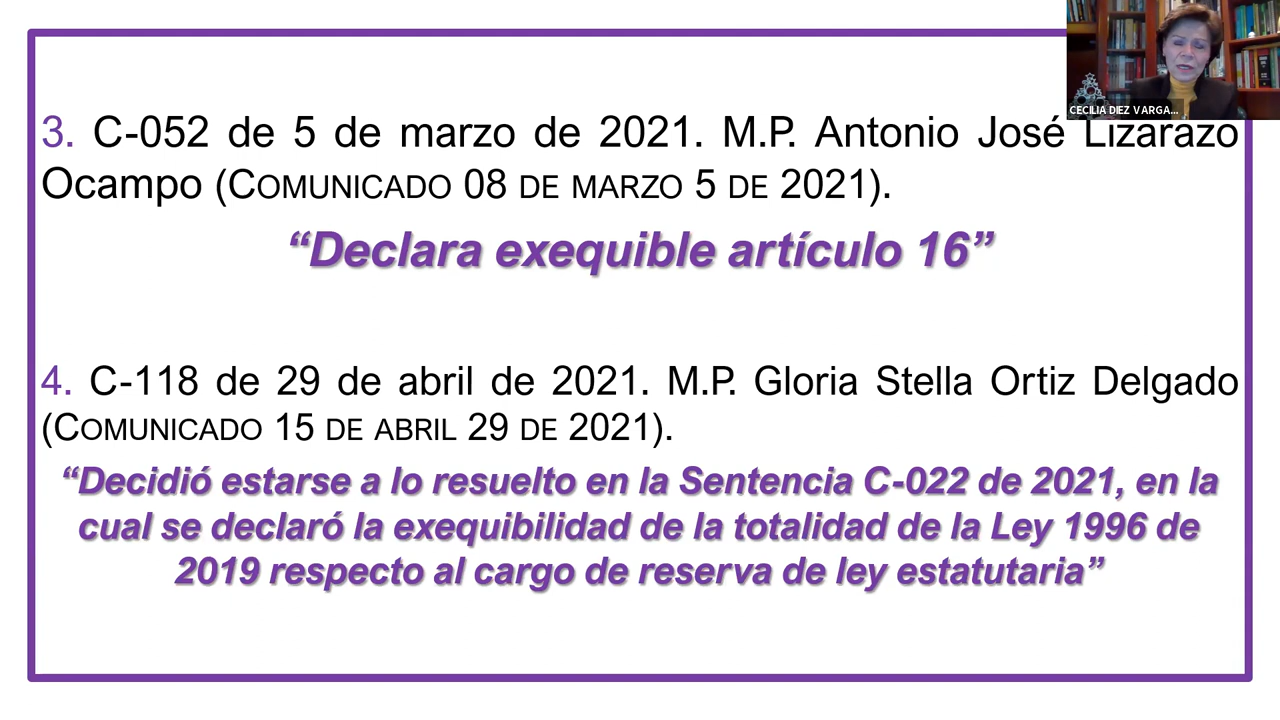 CECILIA DIEZ VARGA...
3. C-052 de 5 de marzo de 2021. M.P. Antonio José Lizarazo
Ocampo (COMUNICADO 08 DE MARZO 5 DE 2021).
“Declara exequible artículo 16”
4. C-118 de 29 de abril de 2021. M.P. Gloria Stella Ortiz Delgado
(COMUNICADO 15 DE ABRIL 29 DE 2021).
“Decidió estarse a lo resuelto en la Sentencia C-022 de 2021, en la
cual se declaró la exequibilidad de la totalidad de la Ley 1996 de
2019 respecto al cargo de reserva de ley estatutaria”